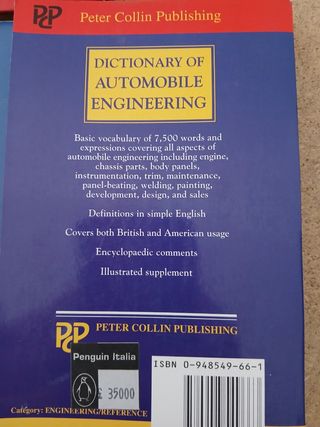 PCP Peter Collin Publishing
DICTIONARY OF
AUTOMOBILE
ENGINEERING
Basic vocabulary of 7,500 words and
expressions covering all aspects of
automobile engineering including engine,
chassis parts, body panels,
instrumentation, trim, maintenance,
panel-beating, welding, painting,
development, design, and sales
Definitions in simple English
Covers both British and American usage
Encyclopaedic comments
Illustrated supplement
PCP PETER COLLIN PUBLISHING
Penguin Italia
£ 35000
ISBN 0-948549-66-1
Category: ENGINEERING/REFERENCE